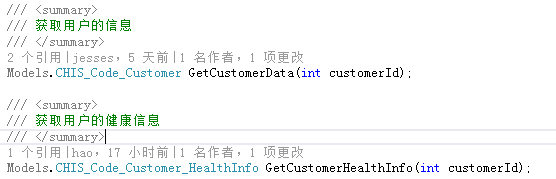 /// <summary>
/// 获取用户的信息
/// </summary>
2 个引用|jesses，5 天前|1 名作者，1 项更改
Models.CHIS_Code_Customer GetCustomerData(int customerId);
/// <summary>
/// 获取用户的健康信息
/// </summary>
1 个引用|hao，17 小时前|1 名作者，1 项更改
Models.CHIS_Code_Customer_HealthInfo GetCustomerHealthInfo(int customerId);